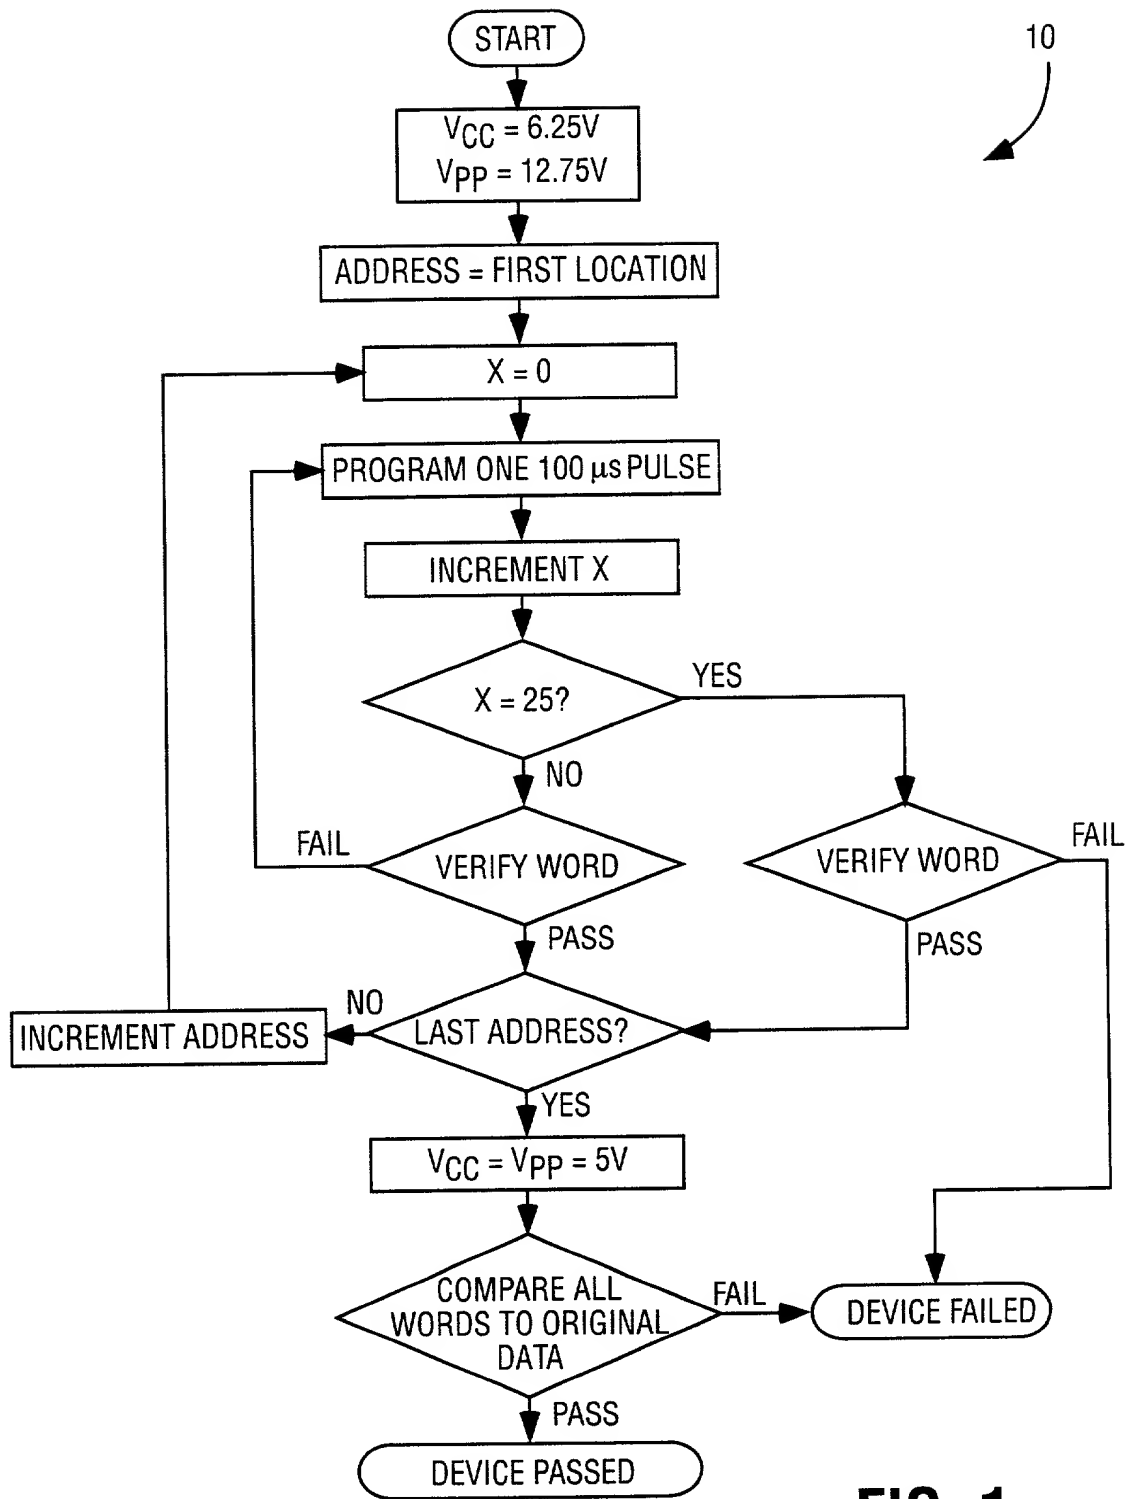 START
10
VCC = 6.25V
VPP = 12.75V
ADDRESS = FIRST LOCATION
X = 0
PROGRAM ONE 100 µs PULSE
INCREMENT X
X = 25?
YES
NO
FAIL
VERIFY WORD
VERIFY WORD
FAIL
PASS
PASS
NO
INCREMENT ADDRESS
LAST ADDRESS?
YES
VCC = VPP = 5V
COMPARE ALL
WORDS TO ORIGINAL
DATA
FAIL
DEVICE FAILED
PASS
DEVICE PASSED
FIG. 1